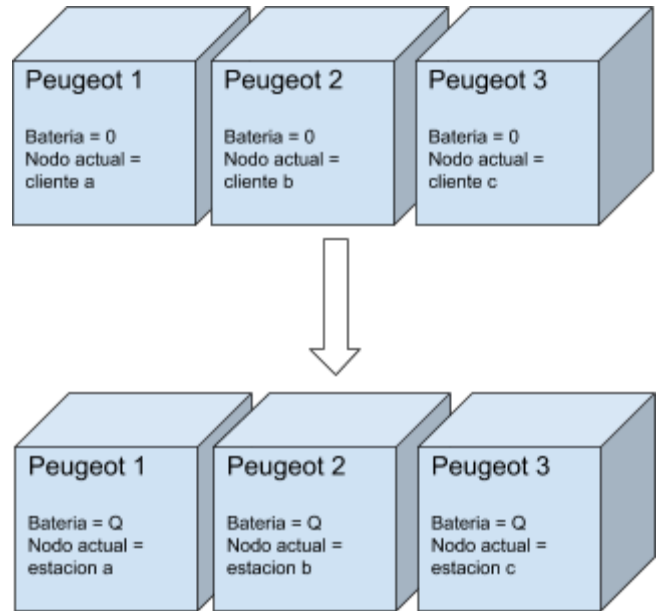 Peugeot 1
Bateria = 0
Nodo actual =
cliente a
Peugeot 2
Bateria = 0
Nodo actual =
cliente b
Peugeot 3
Bateria = 0
Nodo actual =
cliente c
Peugeot 1
Bateria = Q
Nodo actual =
estacion a
Peugeot 2
Bateria = Q
Nodo actual =
estacion b
Peugeot 3
Bateria = Q
Nodo actual =
estacion c